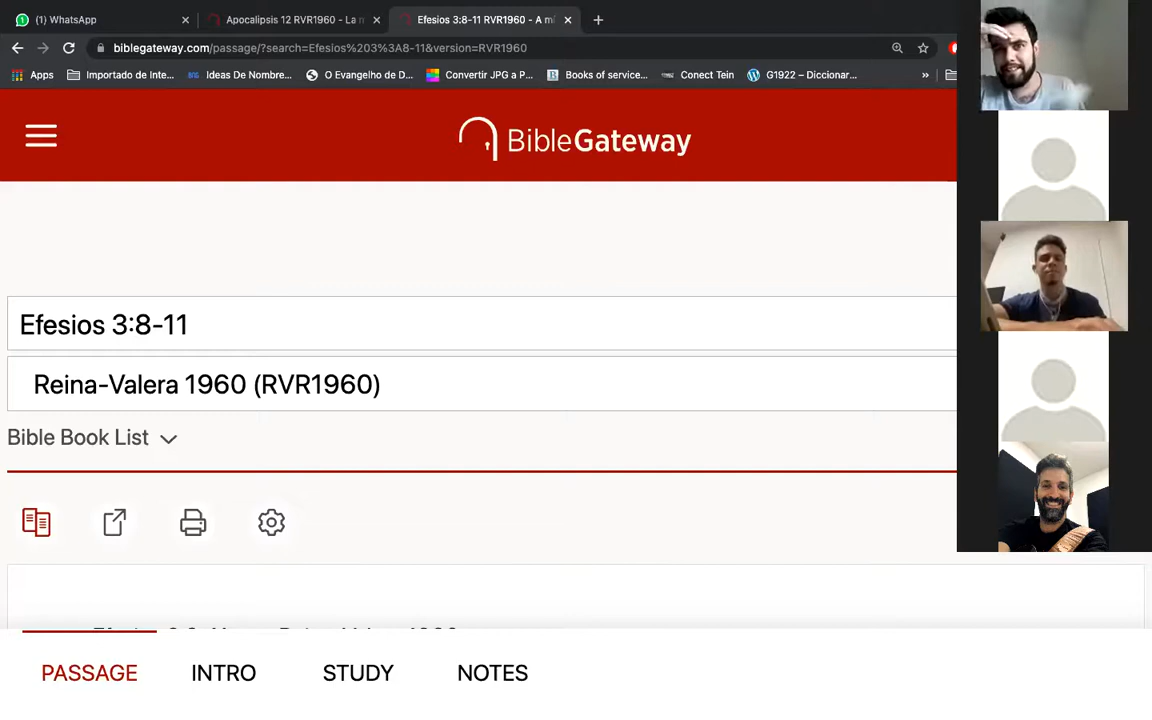 (1) WhatsApp
Apocalipsis 12 RVR1960 - La m
Efesios 3:8-11 RVR1960 - A mí
biblegateway.com/passage/?search=Efesios%203%3A8-11&version=RVR1960
Apps
Importado de Inte...
Ideas De Nombre...
O Evangelho de D...
Convertir JPG a P...
Books of service...
Conect Tein
G1922 – Diccionar...
»
BibleGateway
Efesios 3:8-11
Reina-Valera 1960 (RVR1960)
Bible Book List
PASSAGE
INTRO
STUDY
NOTES